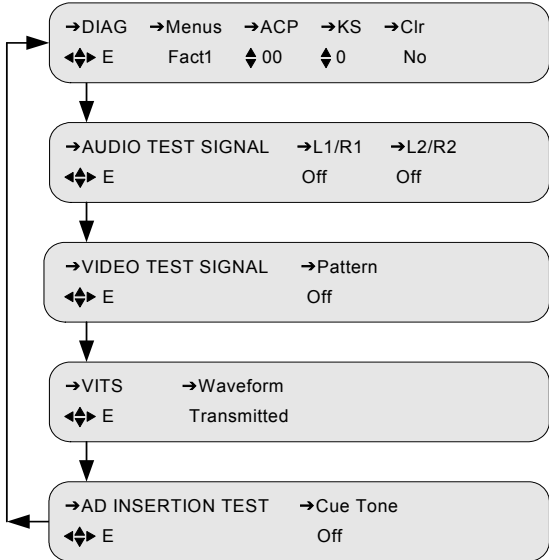 ➔DIAG ➔Menus ➔ACP ➔KS ➔Clr
E Fact1 00 0 No
➔AUDIO TEST SIGNAL ➔L1/R1 ➔L2/R2
E Off Off
➔VIDEO TEST SIGNAL ➔Pattern
E Off
➔VITS ➔Waveform
E Transmitted
➔AD INSERTION TEST ➔Cue Tone
E Off